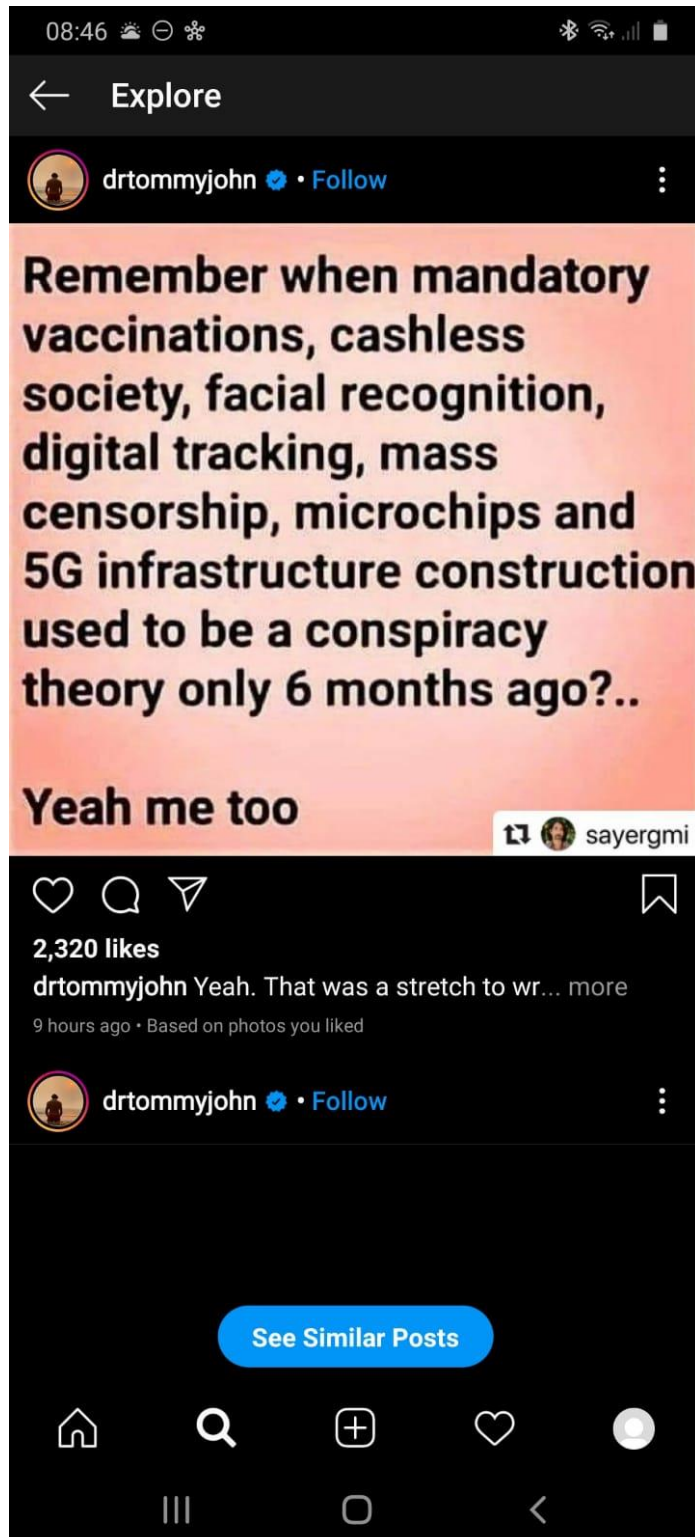 08:46
Explore
drtommyjohn • Follow
Remember when mandatory
vaccinations, cashless
society, facial recognition,
digital tracking, mass
censorship, microchips and
5G infrastructure construction
used to be a conspiracy
theory only 6 months ago?..
Yeah me too
sayergmi
2,320 likes
drtommyjohn Yeah. That was a stretch to wr... more
9 hours ago • Based on photos you liked
drtommyjohn • Follow
See Similar Posts